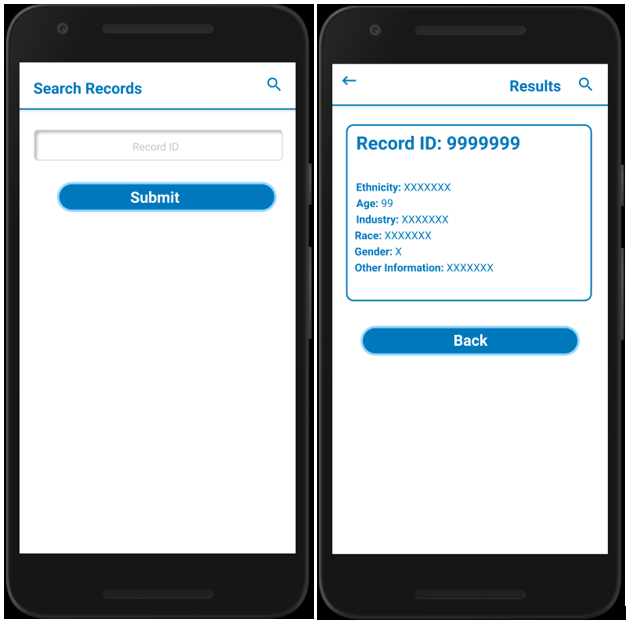 Search Records
Record ID
Submit
Results
Record ID: 9999999
Ethnicity: XXXXXXX
Age: 99
Industry: XXXXXXX
Race: XXXXXXX
Gender: X
Other Information: XXXXXXX
Back